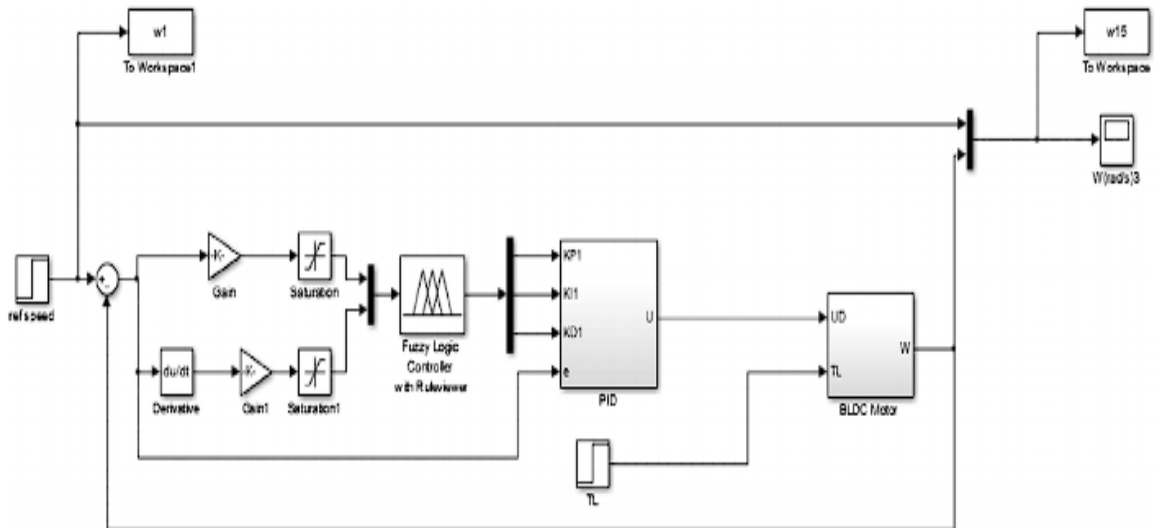 w1
To Workspace1
w15
To Workspace
W(rad/s)3
ref speed
-K-
Gain
Saturation
du/dt
Derivative
-K-
Gain1
Saturation1
Fuzzy Logic
Controller
with Ruleviewer
KP1
KI1
KD1
e
U
PID
TL
UD
TL
W
BLDC Motor